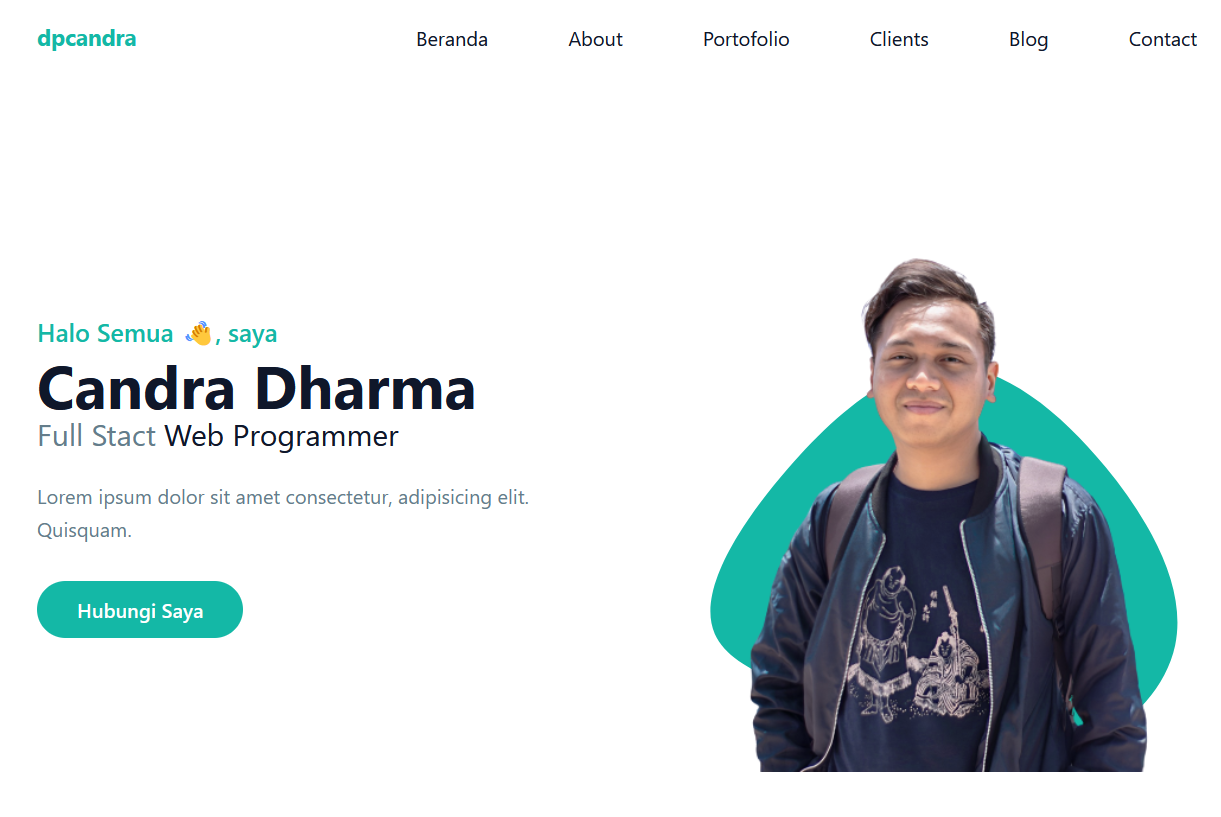 dpcandra
Beranda About Portofolio Clients Blog Contact
Halo Semua 👋, saya
Candra Dharma
Full Stact Web Programmer
Lorem ipsum dolor sit amet consectetur, adipisicing elit.
Quisquam.
Hubungi Saya